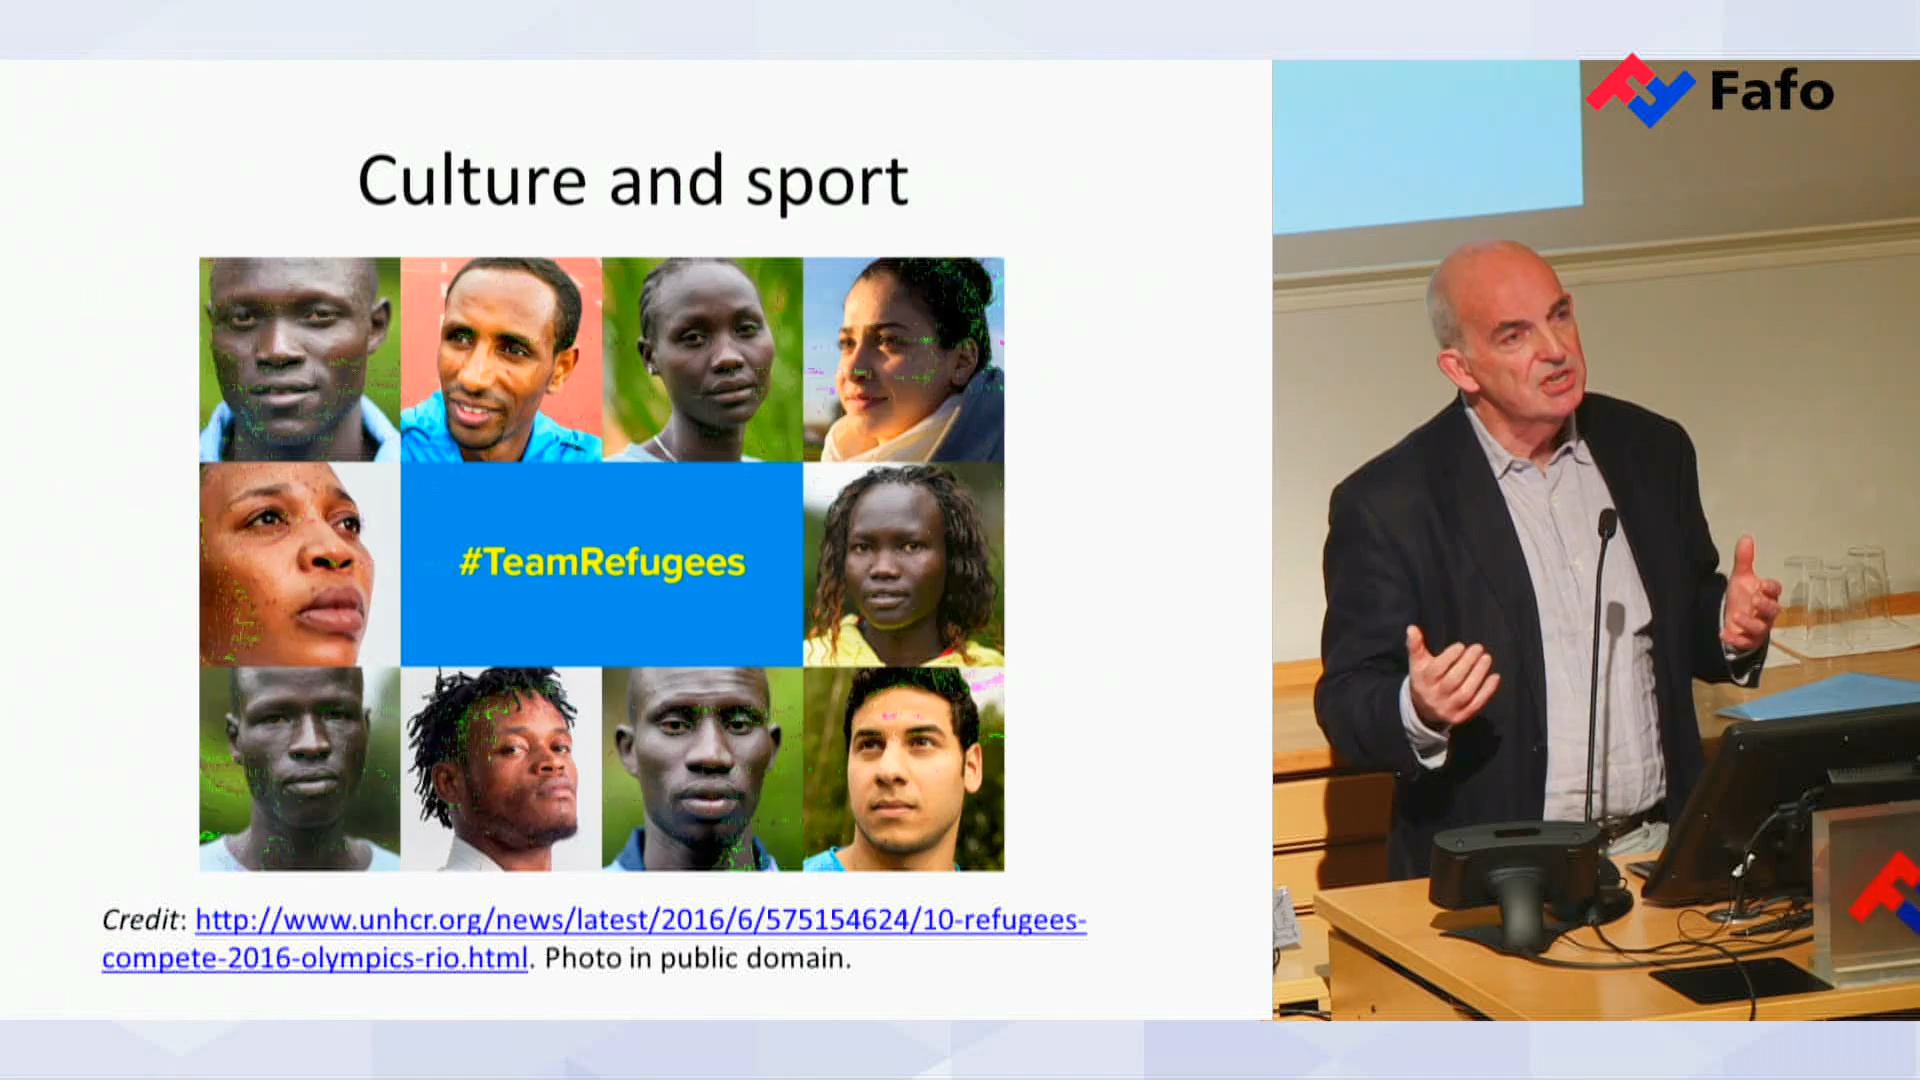 Fafo
Culture and sport
#TeamRefugees
Credit: http://www.unhcr.org/news/latest/2016/6/575154624/10-refugees-
compete-2016-olympics-rio.html. Photo in public domain.